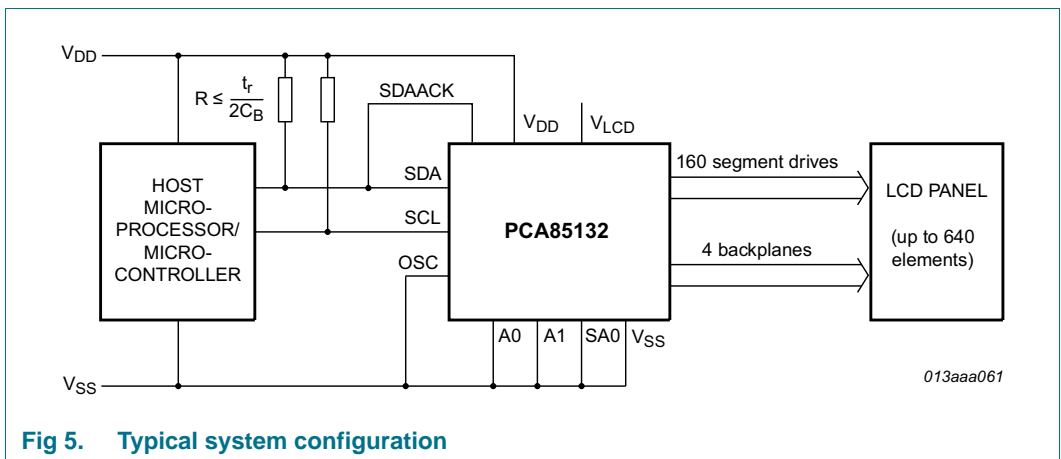 VDD
R ≤ tr
2CB
SDAACK
VDD
VLCD
HOST
MICRO-
PROCESSOR/
MICRO-
CONTROLLER
SDA
SCL
OSC
PCA85132
160 segment drives
4 backplanes
LCD PANEL
(up to 640
elements)
A0 A1 SA0 VSS
VSS
013aaa061
Fig 5. Typical system configuration